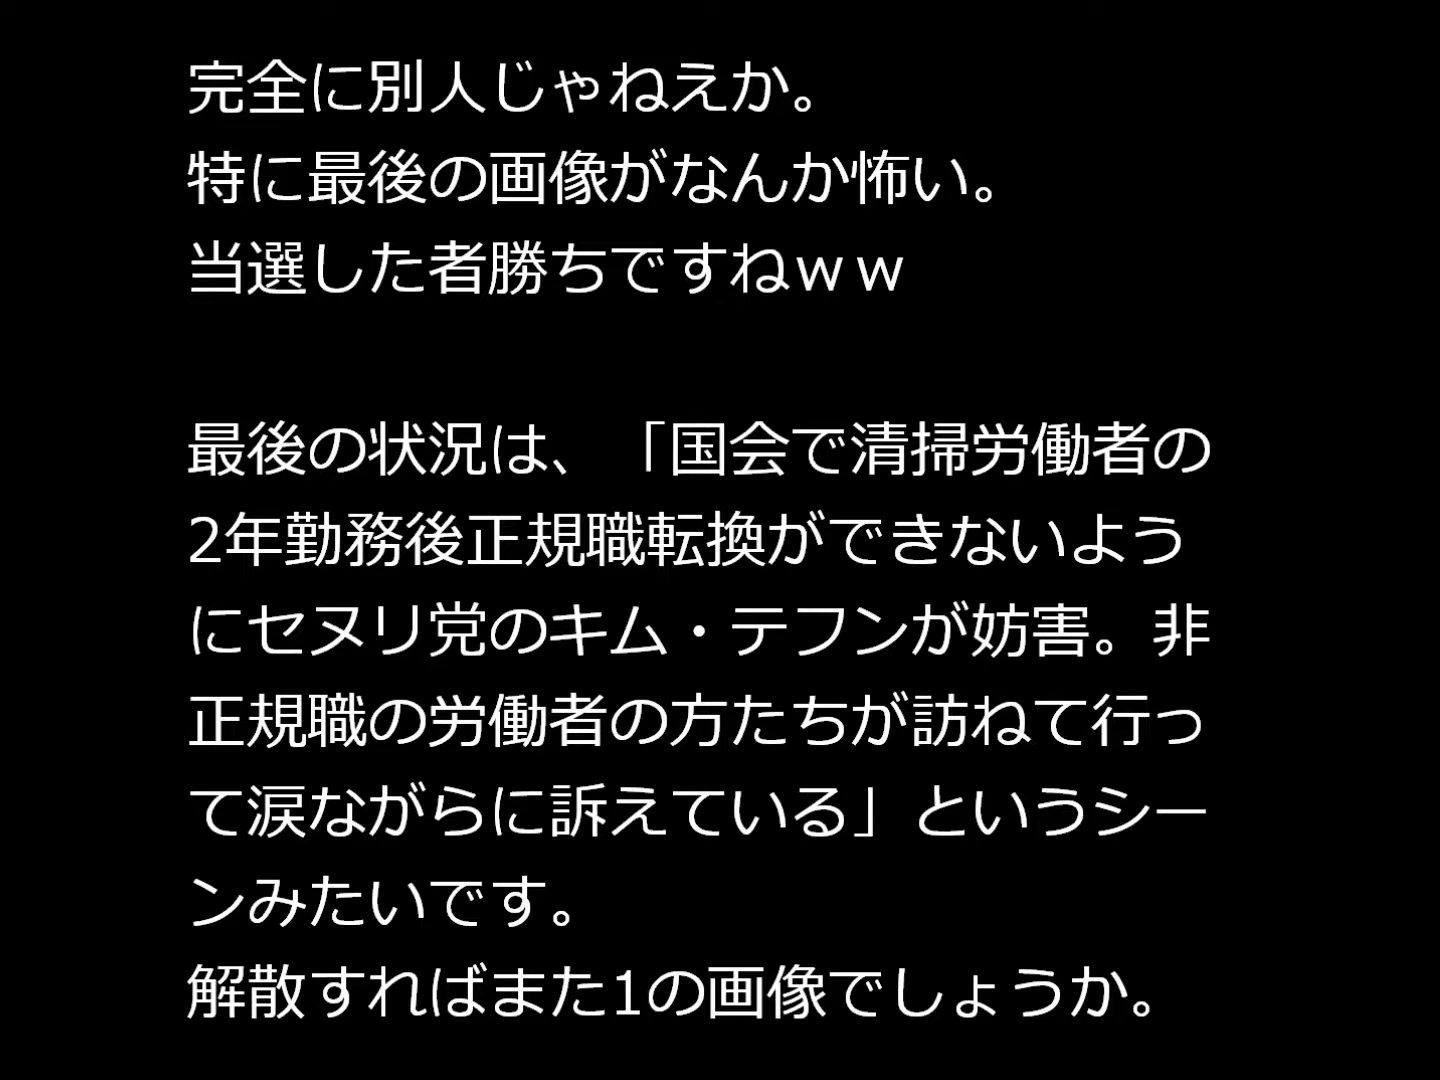 完全に別人じゃねえか。
特に最後の画像がなんか怖い。
当選した者勝ちですねｗｗ
最後の状況は、「国会で清掃労働者の
2年勤務後正規職転換ができないよう
にセヌリ党のキム・テフンが妨害。非
正規職の労働者の方たちが訪ねて行っ
て涙ながらに訴えている」というシー
ンみたいです。
解散すればまた1の画像でしょうか。